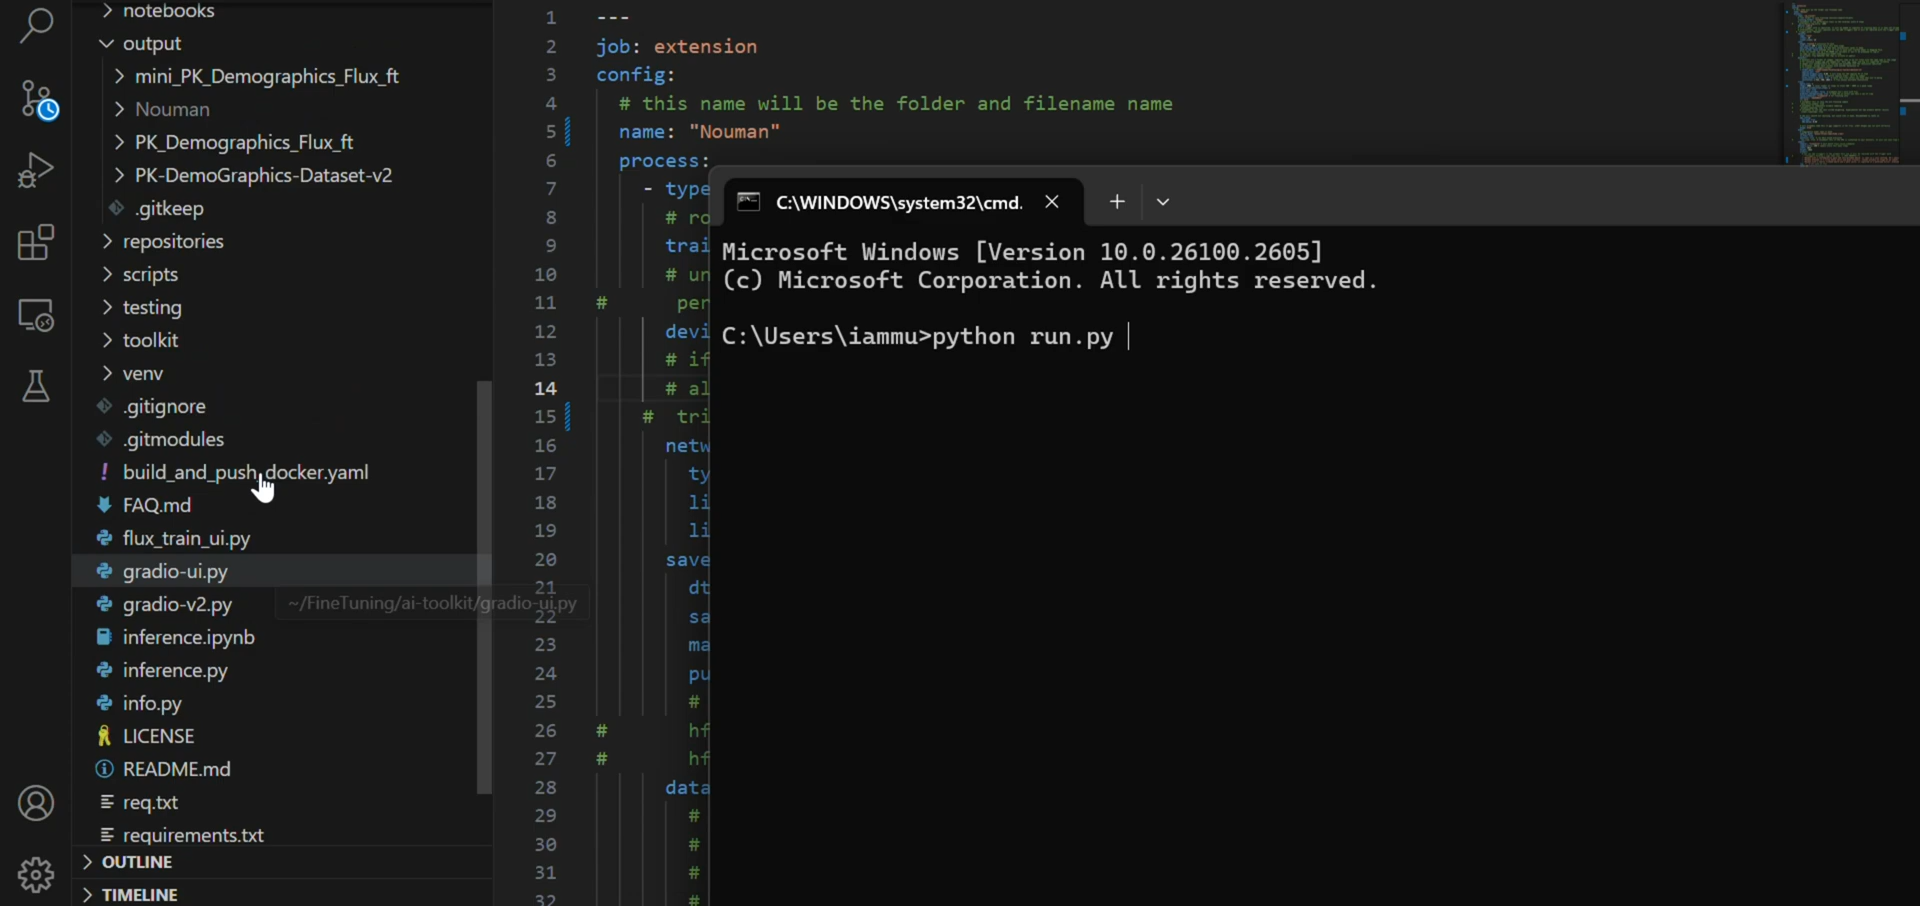 notebooks
output
mini_PK_Demographics_Flux_ft
Nouman
PK_Demographics_Flux_ft
PK-DemoGraphics-Dataset-v2
.gitkeep
repositories
scripts
testing
toolkit
venv
.gitignore
.gitmodules
! build_and_push_docker.yaml
FAQ.md
flux_train_ui.py
gradio-ui.py
gradio-v2.py
~/FineTuning/ai-toolkit/gradio-ui.py
inference.ipynb
inference.py
info.py
LICENSE
README.md
req.txt
requirements.txt
OUTLINE
TIMELINE
1 ---
2 job: extension
3 config:
4 # this name will be the folder and filename name
5 name: "Nouman"
6 process:
7 - type
8 # ro
9 trai
10 # un
11 # per
12 devi
13 # if
14 # al
15 # tri
16 netw
17 ty
18 li
19 li
20 save
21 dt
22 sa
23 ma
24 pu
25 #
26 # hf
27 # hf
28 data
29 #
30 #
31 #
32 #
C:\WINDOWS\system32\cmd.
Microsoft Windows [Version 10.0.26100.2605]
(c) Microsoft Corporation. All rights reserved.
C:\Users\iammu>python run.py